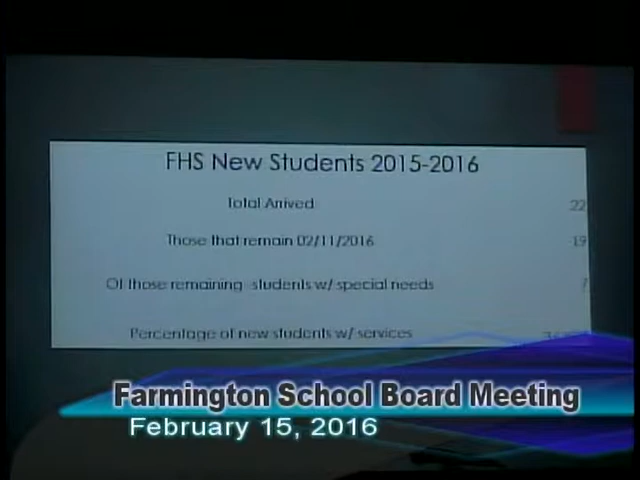 FHS New Students 2015-2016
Total Arrived 22
Those that remain 02/11/2016 19
Of those remaining students w/ special needs 7
Percentage of new students w/ services
Farmington School Board Meeting
February 15, 2016